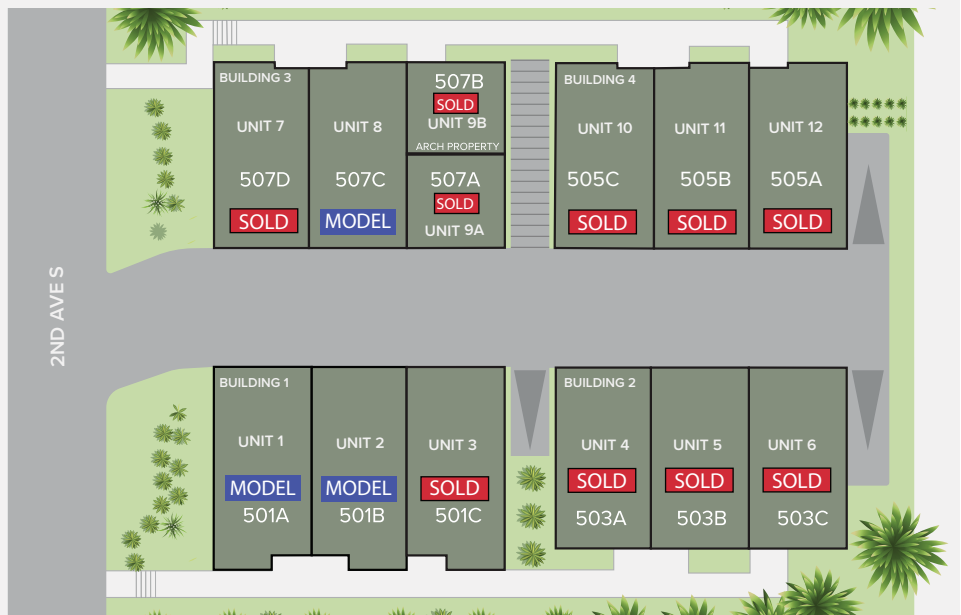 2ND AVE S
BUILDING 3
UNIT 7
507D
SOLD
UNIT 8
507C
MODEL
507B
SOLD
UNIT 9B
ARCH PROPERTY
507A
SOLD
UNIT 9A
BUILDING 4
UNIT 10
505C
SOLD
UNIT 11
505B
SOLD
UNIT 12
505A
SOLD
BUILDING 1
UNIT 1
MODEL
501A
UNIT 2
MODEL
501B
UNIT 3
SOLD
501C
BUILDING 2
UNIT 4
SOLD
503A
UNIT 5
SOLD
503B
UNIT 6
SOLD
503C